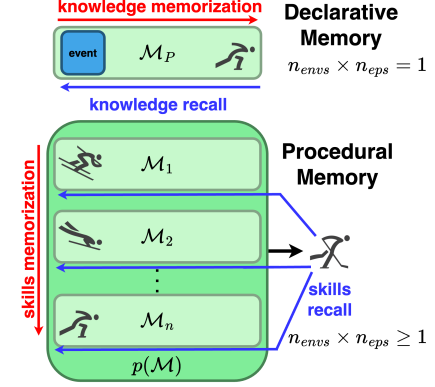 knowledge memorization
event
𝓜_P
Declarative
Memory
n_envs × n_eps = 1
knowledge recall
skills memorization
𝓜_1
𝓜_2
⋮
𝓜_n
p(𝓜)
Procedural
Memory
skills
recall
n_envs × n_eps ≥ 1